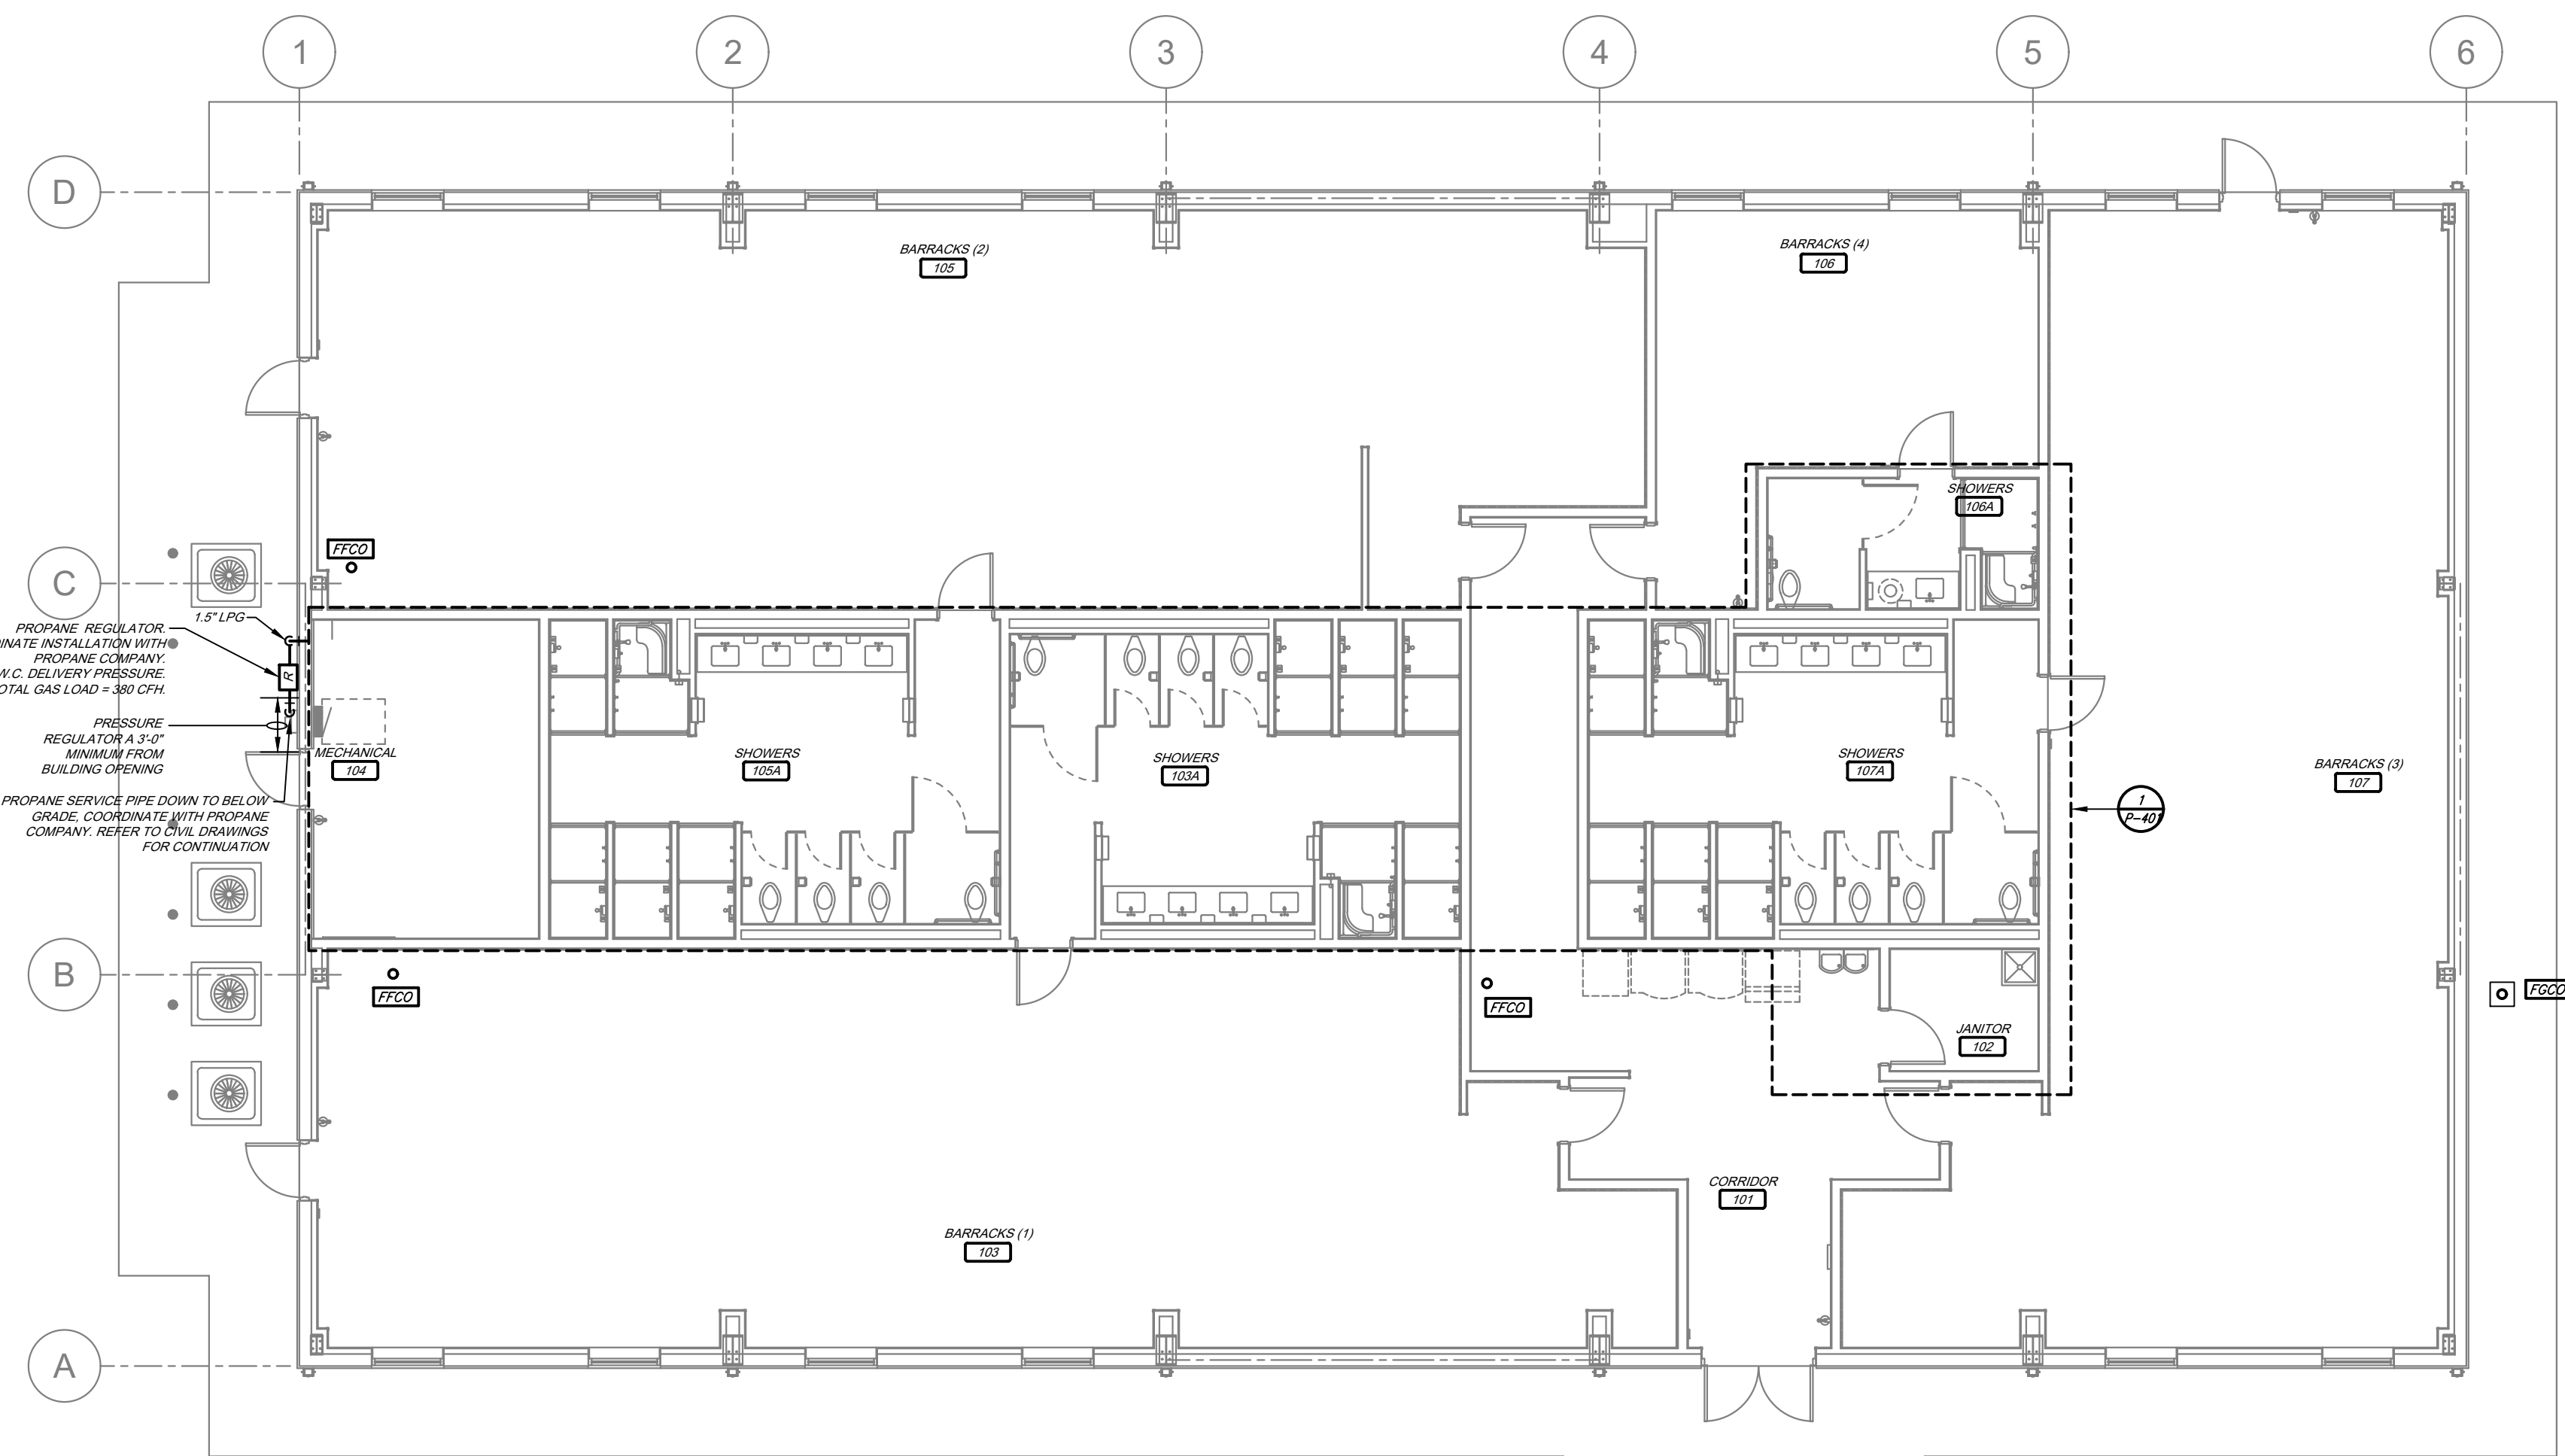 1
2
3
4
5
6
D
C
B
A
BARRACKS (2)
105
BARRACKS (4)
106
SHOWERS
106A
FFCO
1.5" LPG
PROPANE REGULATOR.
INSTALLATION WITH
PROPANE COMPANY.
W.C. DELIVERY PRESSURE.
GAS LOAD = 380 CFH.
R
PRESSURE
REGULATOR A 3'-0"
MINIMUM FROM
BUILDING OPENING
MECHANICAL
104
SHOWERS
105A
SHOWERS
103A
SHOWERS
107A
BARRACKS (3)
107
1
P-401
PROPANE SERVICE PIPE DOWN TO BELOW
GRADE, COORDINATE WITH PROPANE
COMPANY. REFER TO CIVIL DRAWINGS
FOR CONTINUATION
FFCO
FFCO
FGCO
JANITOR
102
CORRIDOR
101
BARRACKS (1)
103